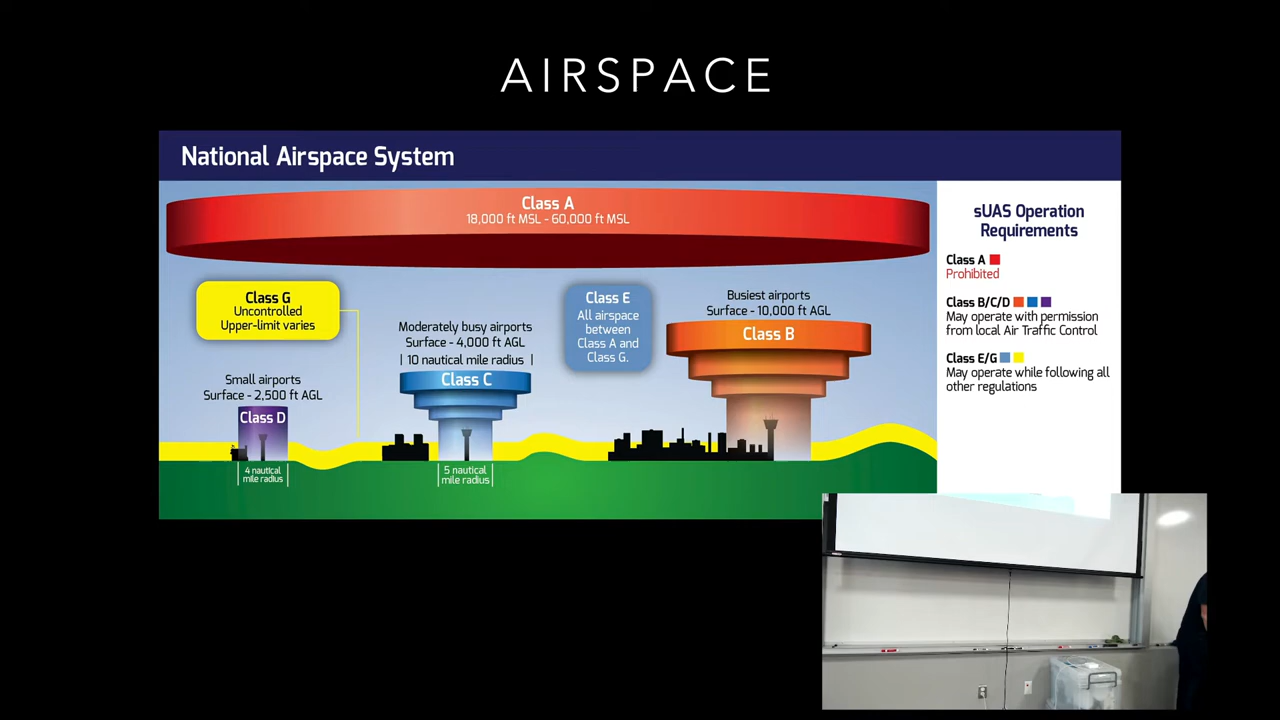 AIRSPACE
National Airspace System
Class A
18,000 ft MSL - 60,000 ft MSL
Class G
Uncontrolled
Upper-limit varies
Class E
All airspace
between
Class A and
Class G.
Busiest airports
Surface - 10,000 ft AGL
Class B
Moderately busy airports
Surface - 4,000 ft AGL
| 10 nautical mile radius |
Class C
Small airports
Surface - 2,500 ft AGL
Class D
4 nautical
mile radius
5 nautical
mile radius
sUAS Operation
Requirements
Class A
Prohibited
Class B/C/D
May operate with permission
from local Air Traffic Control
Class E/G
May operate while following all
other regulations